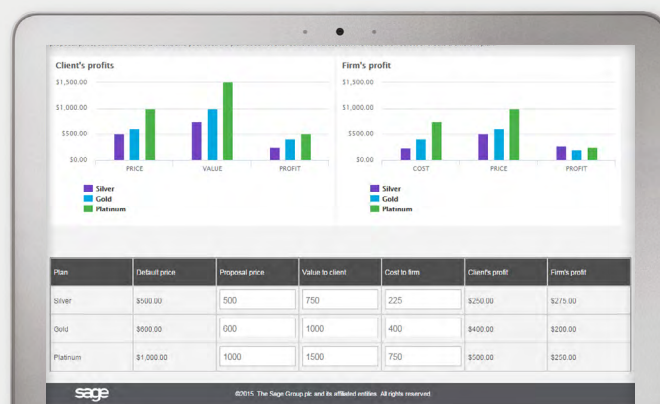 Client's profits
$1,500.00
$1,000.00
$500.00
$0.00
PRICE VALUE PROFIT
Silver
Gold
Platinum
Firm's profit
$1,500.00
$1,000.00
$500.00
$0.00
COST PRICE PROFIT
Silver
Gold
Platinum
Plan Default price Proposal price Value to client Cost to firm Client's profit Firm's profit
Silver $500.00 500 750 225 $250.00 $275.00
Gold $600.00 600 1000 400 $400.00 $200.00
Platinum $1,000.00 1000 1500 750 $500.00 $250.00
sage ©2015 The Sage Group plc and its affiliated entities All rights reserved.